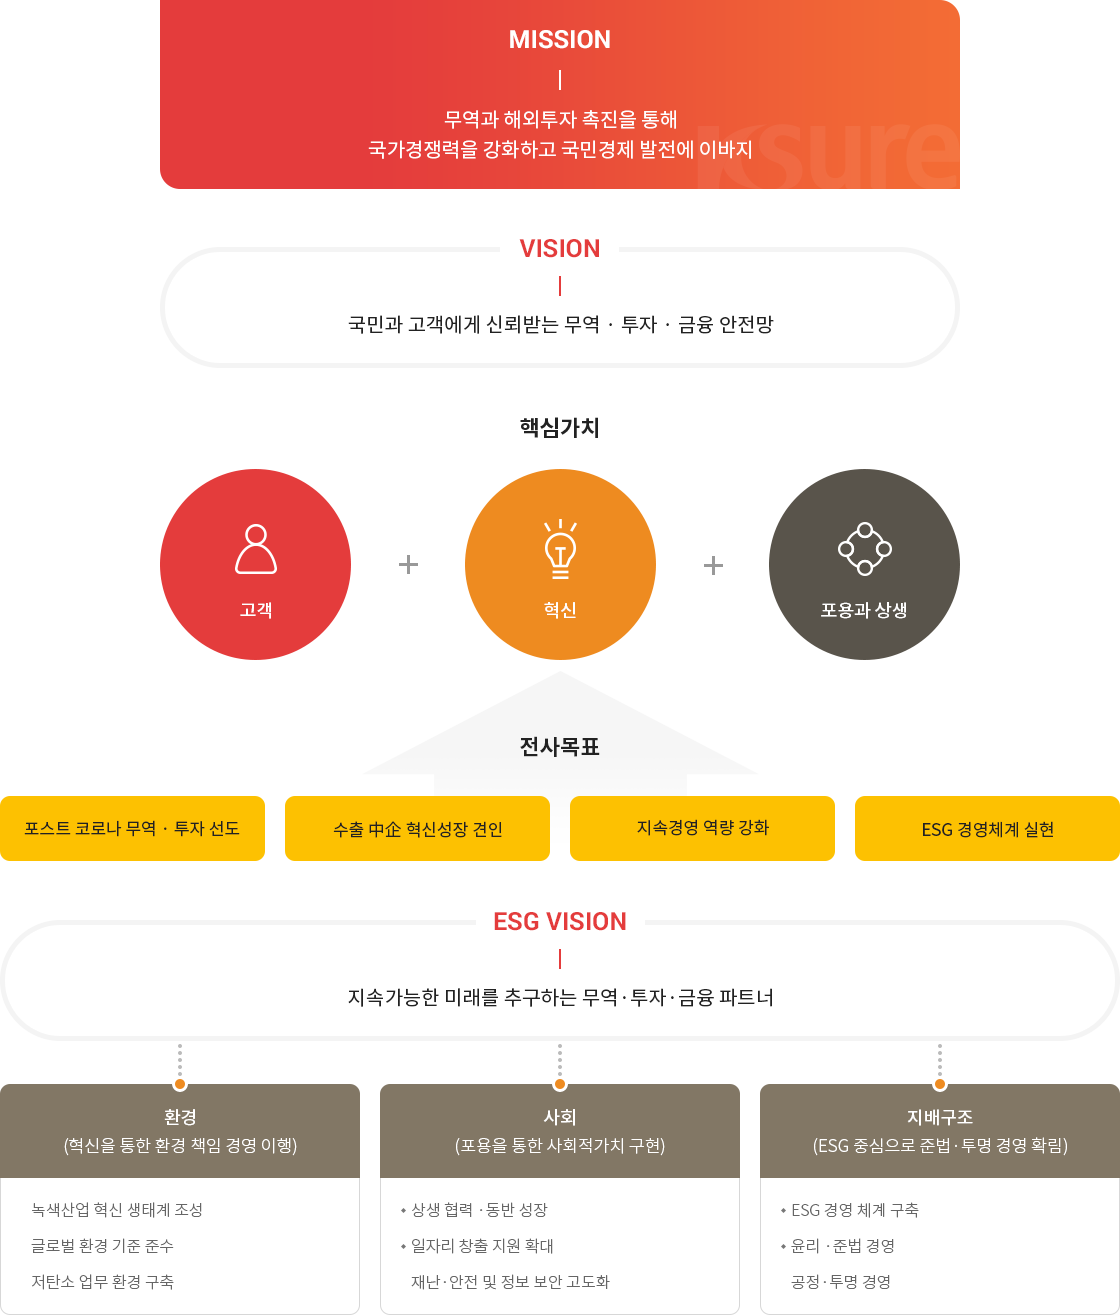 MISSION
무역과 해외투자 촉진을 통해
국가경쟁력을 강화하고 국민경제 발전에 이바지
ksure
VISION
국민과 고객에게 신뢰받는 무역 · 투자 · 금융 안전망
핵심가치
고객
+
혁신
+
포용과 상생
전사목표
포스트 코로나 무역 · 투자 선도
수출 中企 혁신성장 견인
지속경영 역량 강화
ESG 경영체계 실현
ESG VISION
지속가능한 미래를 추구하는 무역·투자·금융 파트너
환경
(혁신을 통한 환경 책임 경영 이행)
녹색산업 혁신 생태계 조성
글로벌 환경 기준 준수
저탄소 업무 환경 구축
사회
(포용을 통한 사회적가치 구현)
상생 협력 ·동반 성장
일자리 창출 지원 확대
재난·안전 및 정보 보안 고도화
지배구조
(ESG 중심으로 준법·투명 경영 확립)
ESG 경영 체계 구축
윤리 ·준법 경영
공정·투명 경영